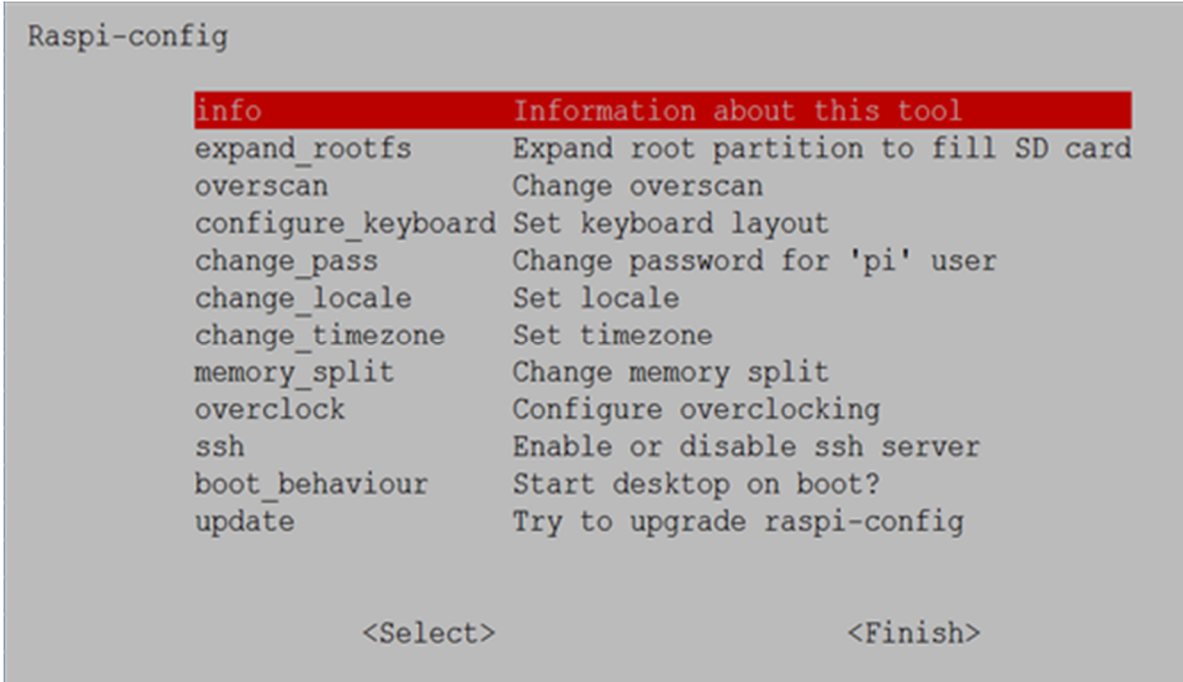 Raspi-config
info Information about this tool
expand_rootfs Expand root partition to fill SD card
overscan Change overscan
configure_keyboard Set keyboard layout
change_pass Change password for 'pi' user
change_locale Set locale
change_timezone Set timezone
memory_split Change memory split
overclock Configure overclocking
ssh Enable or disable ssh server
boot_behaviour Start desktop on boot?
update Try to upgrade raspi-config
<Select> <Finish>